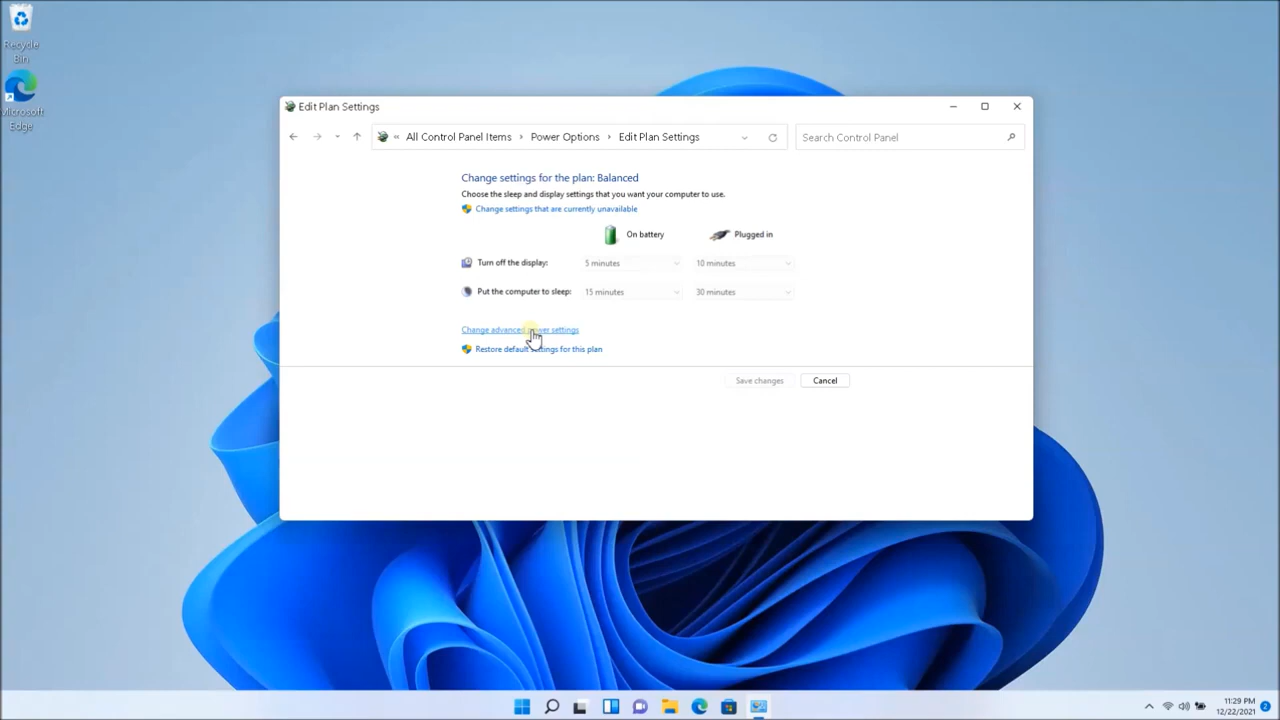 Recycle
Bin
Microsoft
Edge
Edit Plan Settings
« All Control Panel Items › Power Options › Edit Plan Settings
Search Control Panel
Change settings for the plan: Balanced
Choose the sleep and display settings that you want your computer to use.
Change settings that are currently unavailable
On battery Plugged in
Turn off the display: 5 minutes 10 minutes
Put the computer to sleep: 15 minutes 30 minutes
Change advanced power settings
Restore default settings for this plan
Save changes Cancel
11:29 PM
12/22/2021 2